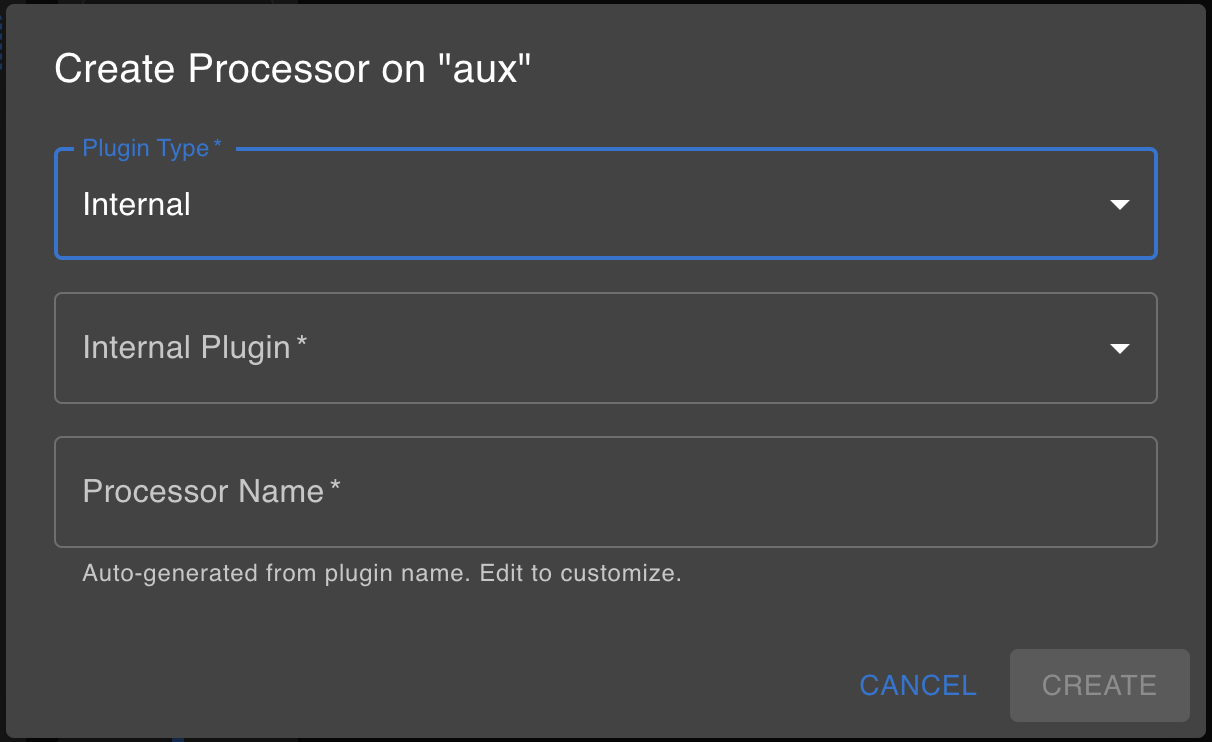 Create Processor on "aux"
Plugin Type *
Internal
Internal Plugin *
Processor Name *
Auto-generated from plugin name. Edit to customize.
CANCEL CREATE